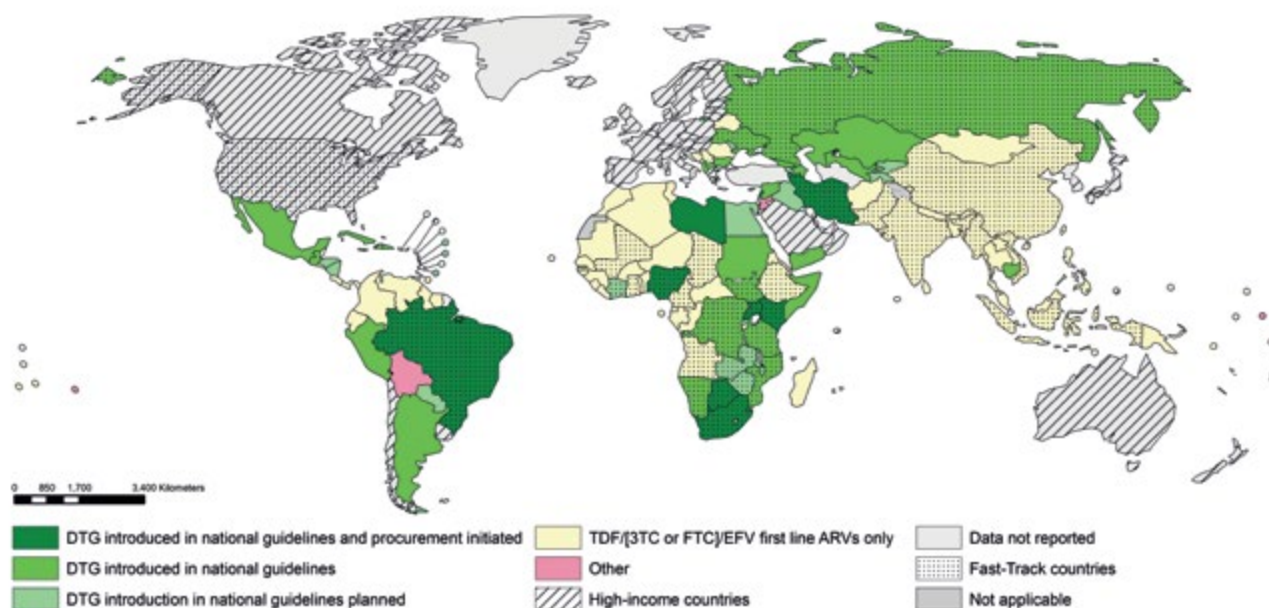 0 850 1,700 3,400 Kilometers
DTG introduced in national guidelines and procurement initiated
DTG introduced in national guidelines
DTG introduction in national guidelines planned
TDF/[3TC or FTC]/EFV first line ARVs only
Other
High-income countries
Data not reported
Fast-Track countries
Not applicable